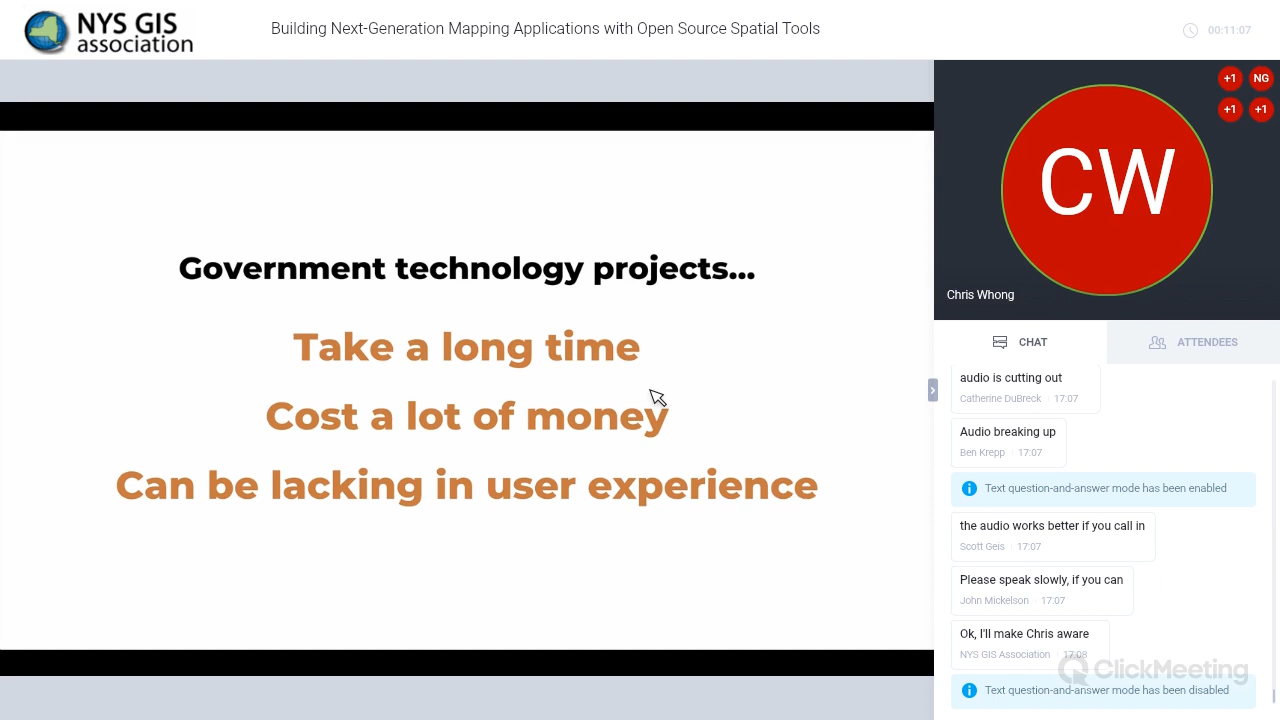 NYS GIS
association
Building Next-Generation Mapping Applications with Open Source Spatial Tools
00:11:07
Government technology projects...
Take a long time
Cost a lot of money
Can be lacking in user experience
+1
NG
+1
+1
CW
Chris Whong
CHAT
ATTENDEES
audio is cutting out
Catherine DuBreck 17:07
Audio breaking up
Ben Krepp 17:07
Text question-and-answer mode has been enabled
the audio works better if you call in
Scott Geis 17:07
Please speak slowly, if you can
John Mickelson 17:07
Ok, I'll make Chris aware
NYS GIS Association 17:08
ClickMeeting
Text question-and-answer mode has been disabled